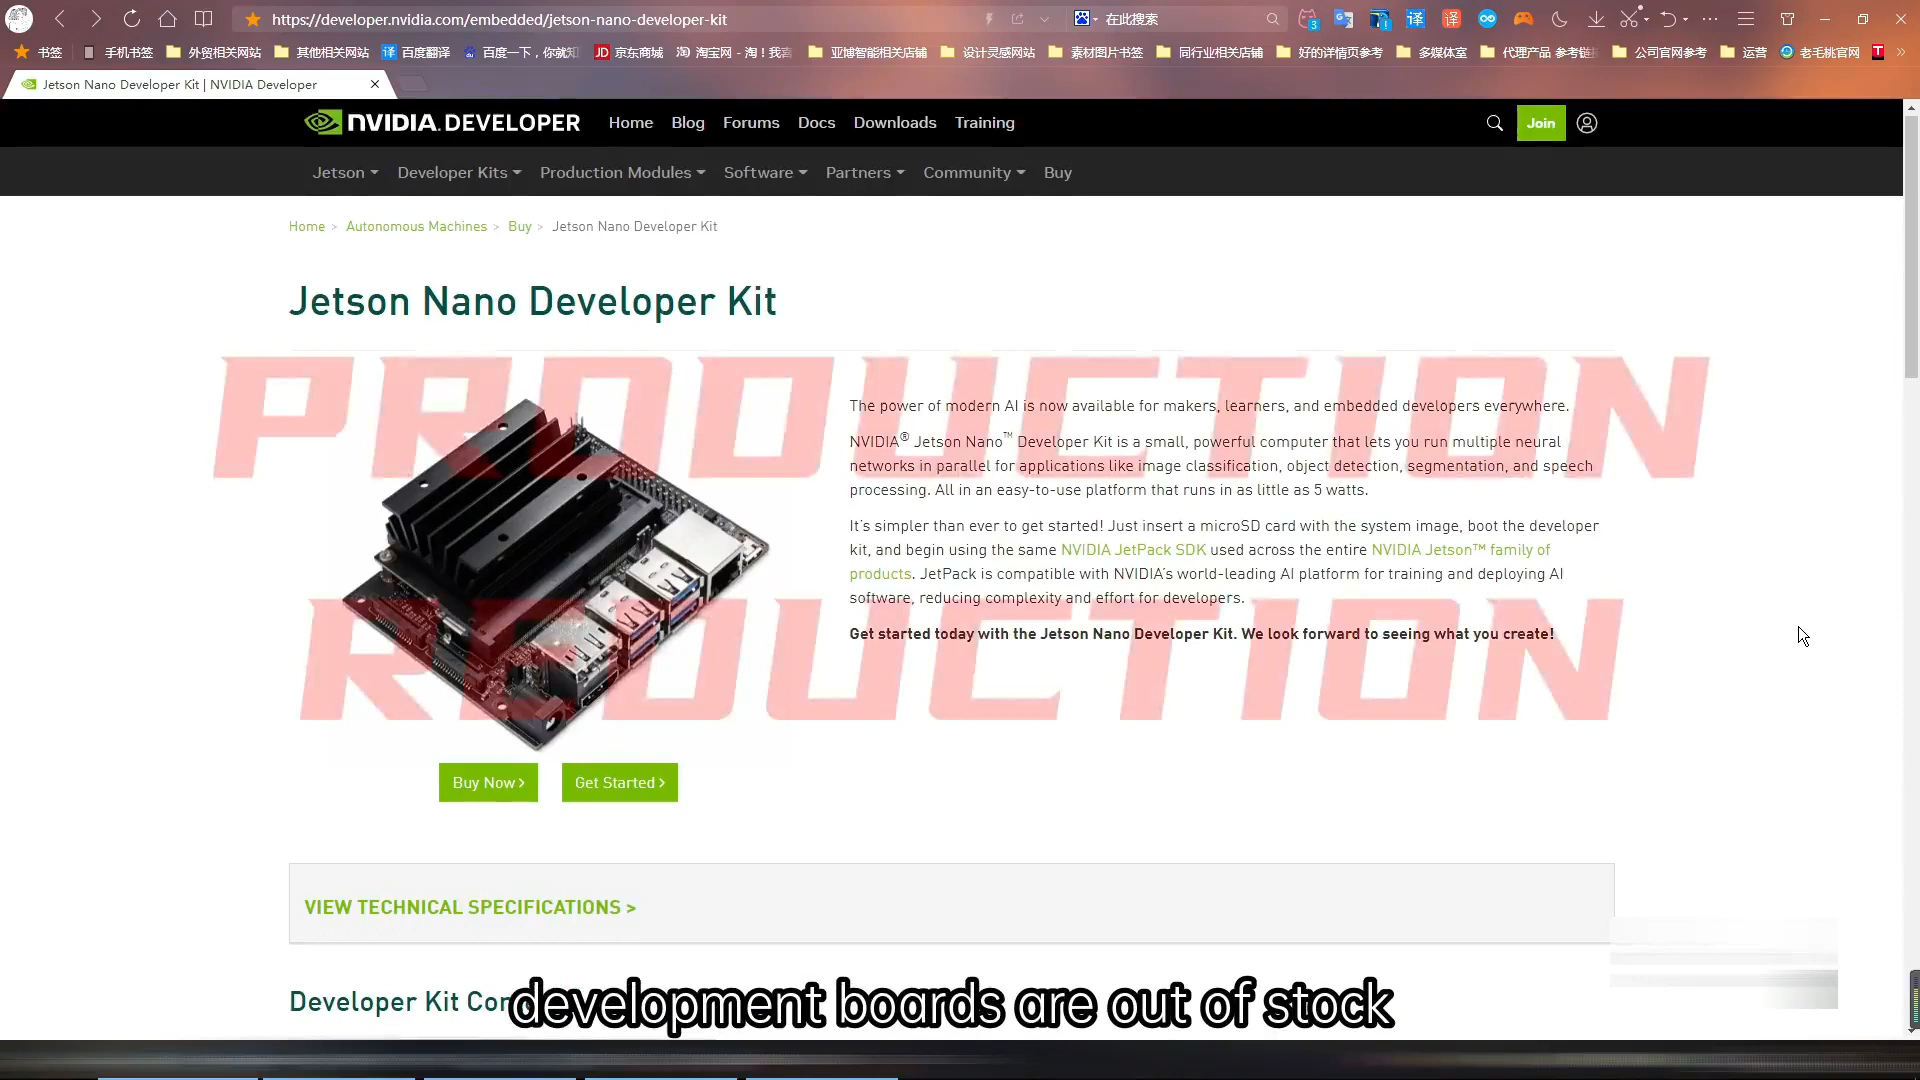 https://developer.nvidia.com/embedded/jetson-nano-developer-kit
在此搜索
书签
手机书签
外贸相关网站
其他相关网站
百度翻译
百度一下，你就知
京东商城
淘宝网 - 淘！我喜
亚博智能相关店铺
设计灵感网站
素材图片书签
同行业相关店铺
好的详情页参考
多媒体室
代理产品 参考链接
公司官网参考
运营
老毛桃官网
Jetson Nano Developer Kit | NVIDIA Developer
NVIDIA. DEVELOPER
Home
Blog
Forums
Docs
Downloads
Training
Join
Jetson
Developer Kits
Production Modules
Software
Partners
Community
Buy
Home > Autonomous Machines > Buy > Jetson Nano Developer Kit
Jetson Nano Developer Kit
PRODUCTION
REDUCTION
The power of modern AI is now available for makers, learners, and embedded developers everywhere.
NVIDIA® Jetson Nano™ Developer Kit is a small, powerful computer that lets you run multiple neural
networks in parallel for applications like image classification, object detection, segmentation, and speech
processing. All in an easy-to-use platform that runs in as little as 5 watts.
It's simpler than ever to get started! Just insert a microSD card with the system image, boot the developer
kit, and begin using the same NVIDIA JetPack SDK used across the entire NVIDIA Jetson™ family of
products. JetPack is compatible with NVIDIA's world-leading AI platform for training and deploying AI
software, reducing complexity and effort for developers.
Get started today with the Jetson Nano Developer Kit. We look forward to seeing what you create!
Buy Now >
Get Started >
VIEW TECHNICAL SPECIFICATIONS >
Developer Kit
development boards are out of stock